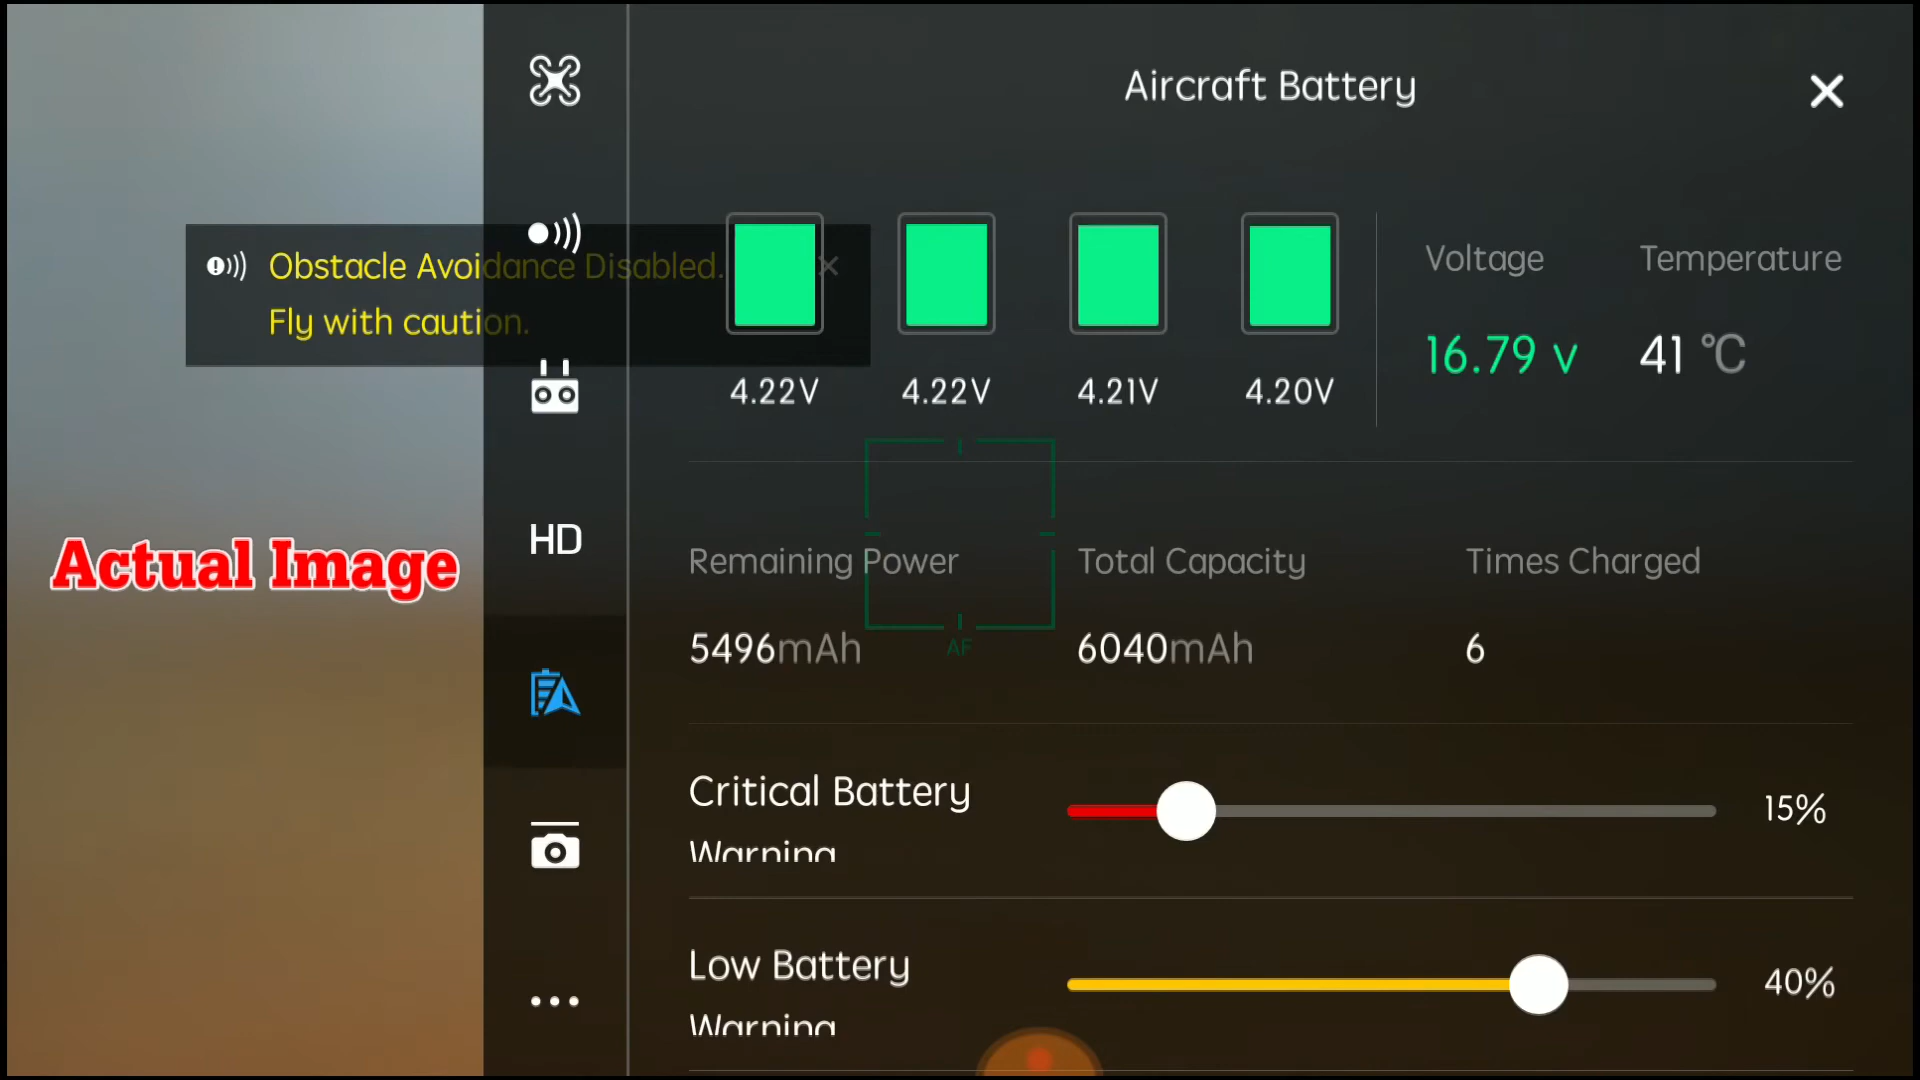 Aircraft Battery
Obstacle Avoidance Disabled.
Fly with caution.
4.22V
4.22V
4.21V
4.20V
Voltage
16.79 V
Temperature
41 ℃
Actual Image
HD
Remaining Power
5496mAh
Total Capacity
6040mAh
Times Charged
6
AF
Critical Battery
Warning
15%
Low Battery
Warning
40%